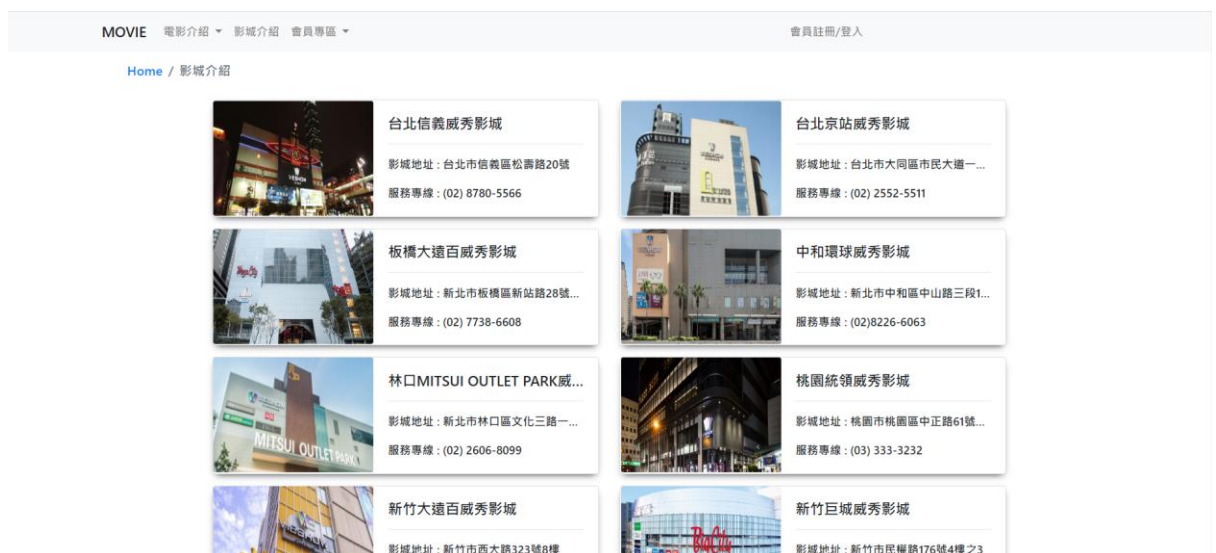 MOVIE 電影介紹 影城介紹 會員專區 會員註冊/登入
Home / 影城介紹
台北信義威秀影城
影城地址 : 台北市信義區松壽路20號
服務專線 : (02) 8780-5566
台北京站威秀影城
影城地址 : 台北市大同區市民大道一...
服務專線 : (02) 2552-5511
板橋大遠百威秀影城
影城地址 : 新北市板橋區新站路28號...
服務專線 : (02) 7738-6608
中和環球威秀影城
影城地址 : 新北市中和區中山路三段1...
服務專線 : (02)8226-6063
MITSUI OUTLET PARK
林口MITSUI OUTLET PARK威...
影城地址 : 新北市林口區文化三路一...
服務專線 : (02) 2606-8099
桃園統領威秀影城
影城地址 : 桃園市桃園區中正路61號...
服務專線 : (03) 333-3232
新竹大遠百威秀影城
影城地址 : 新竹市西大路323號8樓
Big City
新竹巨城威秀影城
影城地址 : 新竹市民權路176號4樓之3